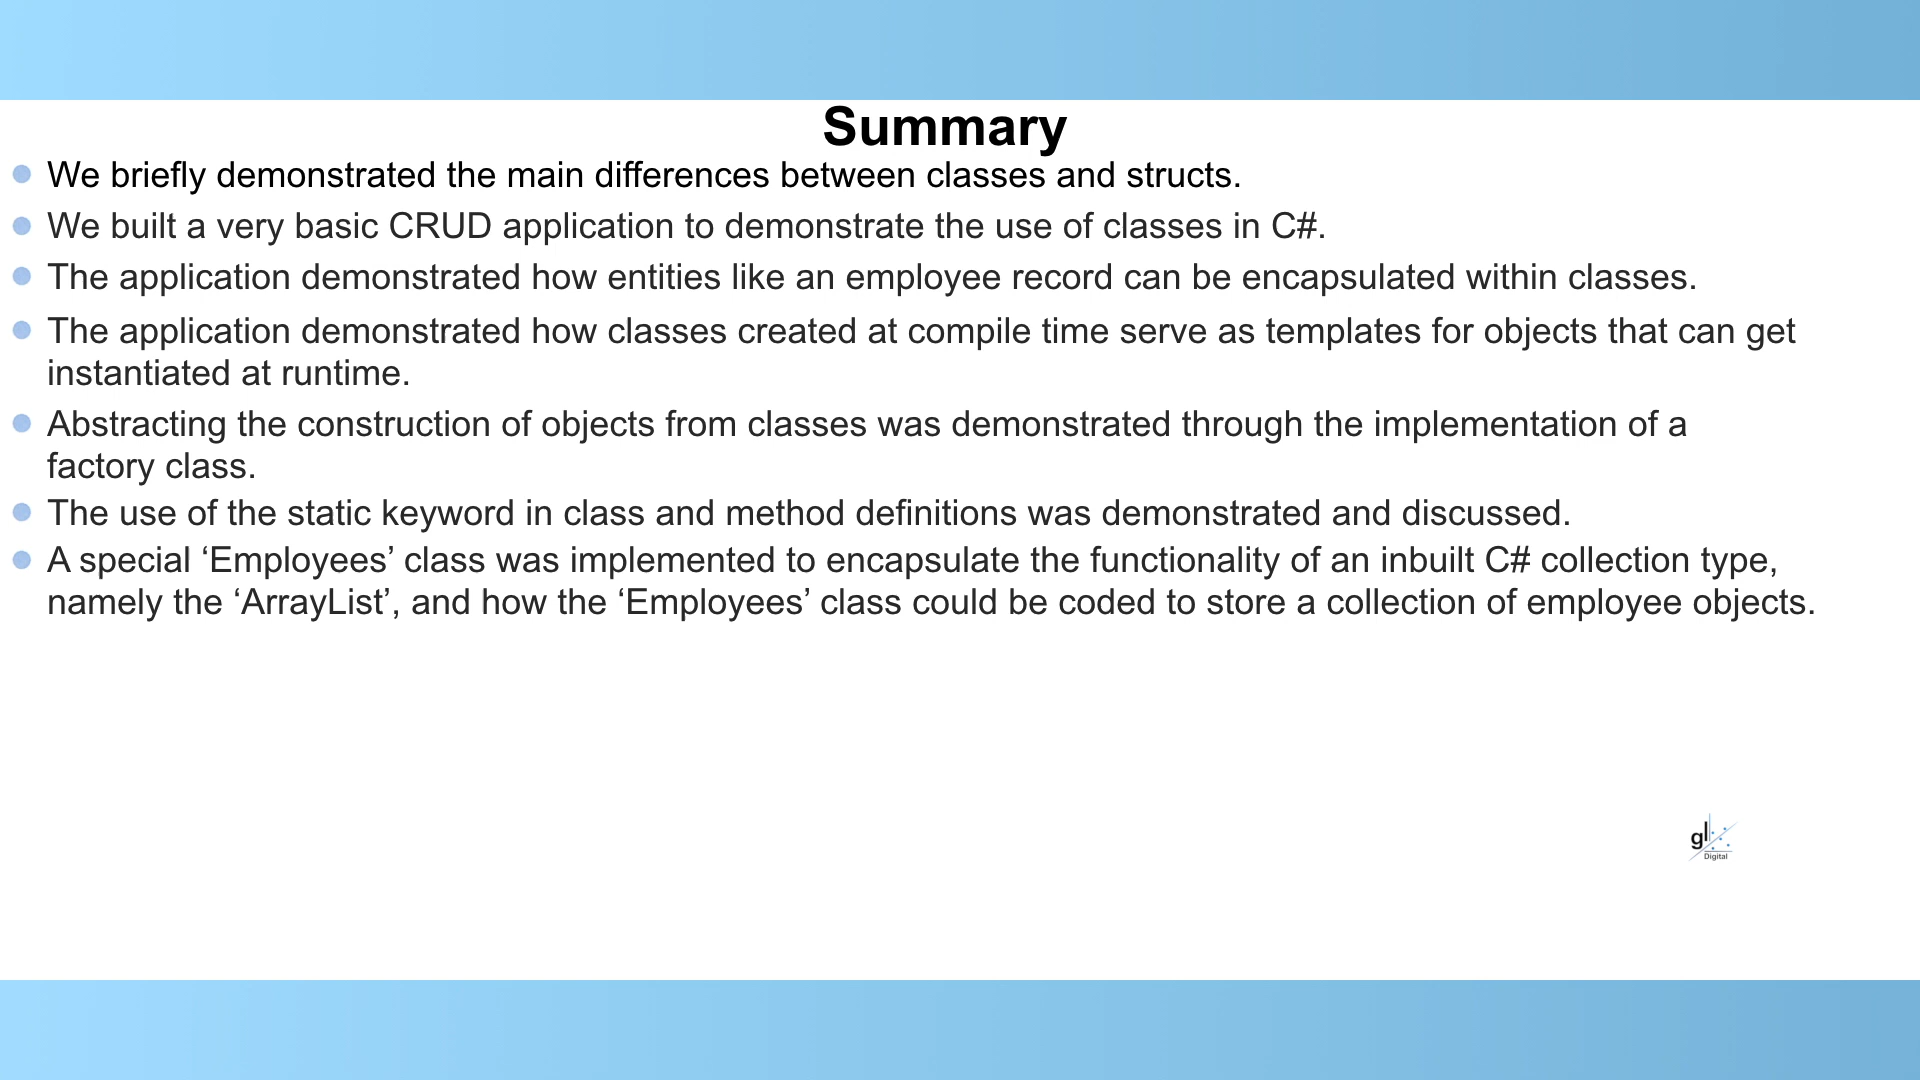 Summary
We briefly demonstrated the main differences between classes and structs.
We built a very basic CRUD application to demonstrate the use of classes in C#.
The application demonstrated how entities like an employee record can be encapsulated within classes.
The application demonstrated how classes created at compile time serve as templates for objects that can get
instantiated at runtime.
Abstracting the construction of objects from classes was demonstrated through the implementation of a
factory class.
The use of the static keyword in class and method definitions was demonstrated and discussed.
A special ‘Employees’ class was implemented to encapsulate the functionality of an inbuilt C# collection type,
namely the ‘ArrayList’, and how the ‘Employees’ class could be coded to store a collection of employee objects.
gl
Digital